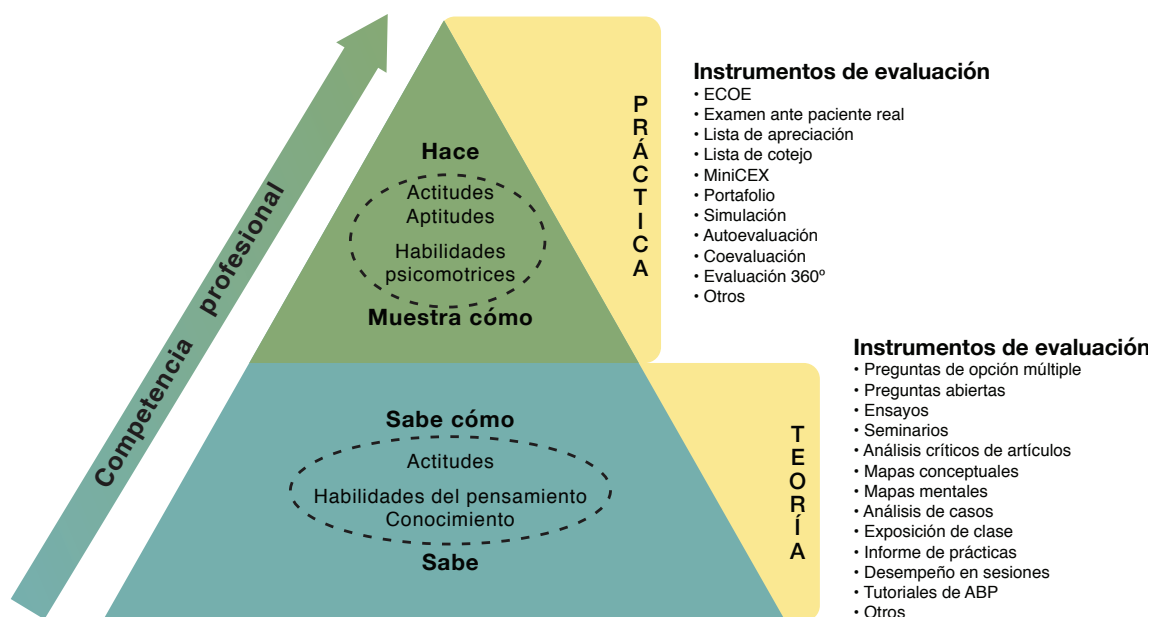 Competencia profesional
Hace
Actitudes
Aptitudes
Habilidades
psicomotrices
Muestra cómo
Sabe cómo
Actitudes
Habilidades del pensamiento
Conocimiento
Sabe
PRÁCTICA
Instrumentos de evaluación
• ECOE
• Examen ante paciente real
• Lista de apreciación
• Lista de cotejo
• MiniCEX
• Portafolio
• Simulación
• Autoevaluación
• Coevaluación
• Evaluación 360º
• Otros
TEORÍA
Instrumentos de evaluación
• Preguntas de opción múltiple
• Preguntas abiertas
• Ensayos
• Seminarios
• Análisis críticos de artículos
• Mapas conceptuales
• Mapas mentales
• Análisis de casos
• Exposición de clase
• Informe de prácticas
• Desempeño en sesiones
• Tutoriales de ABP
• Otros